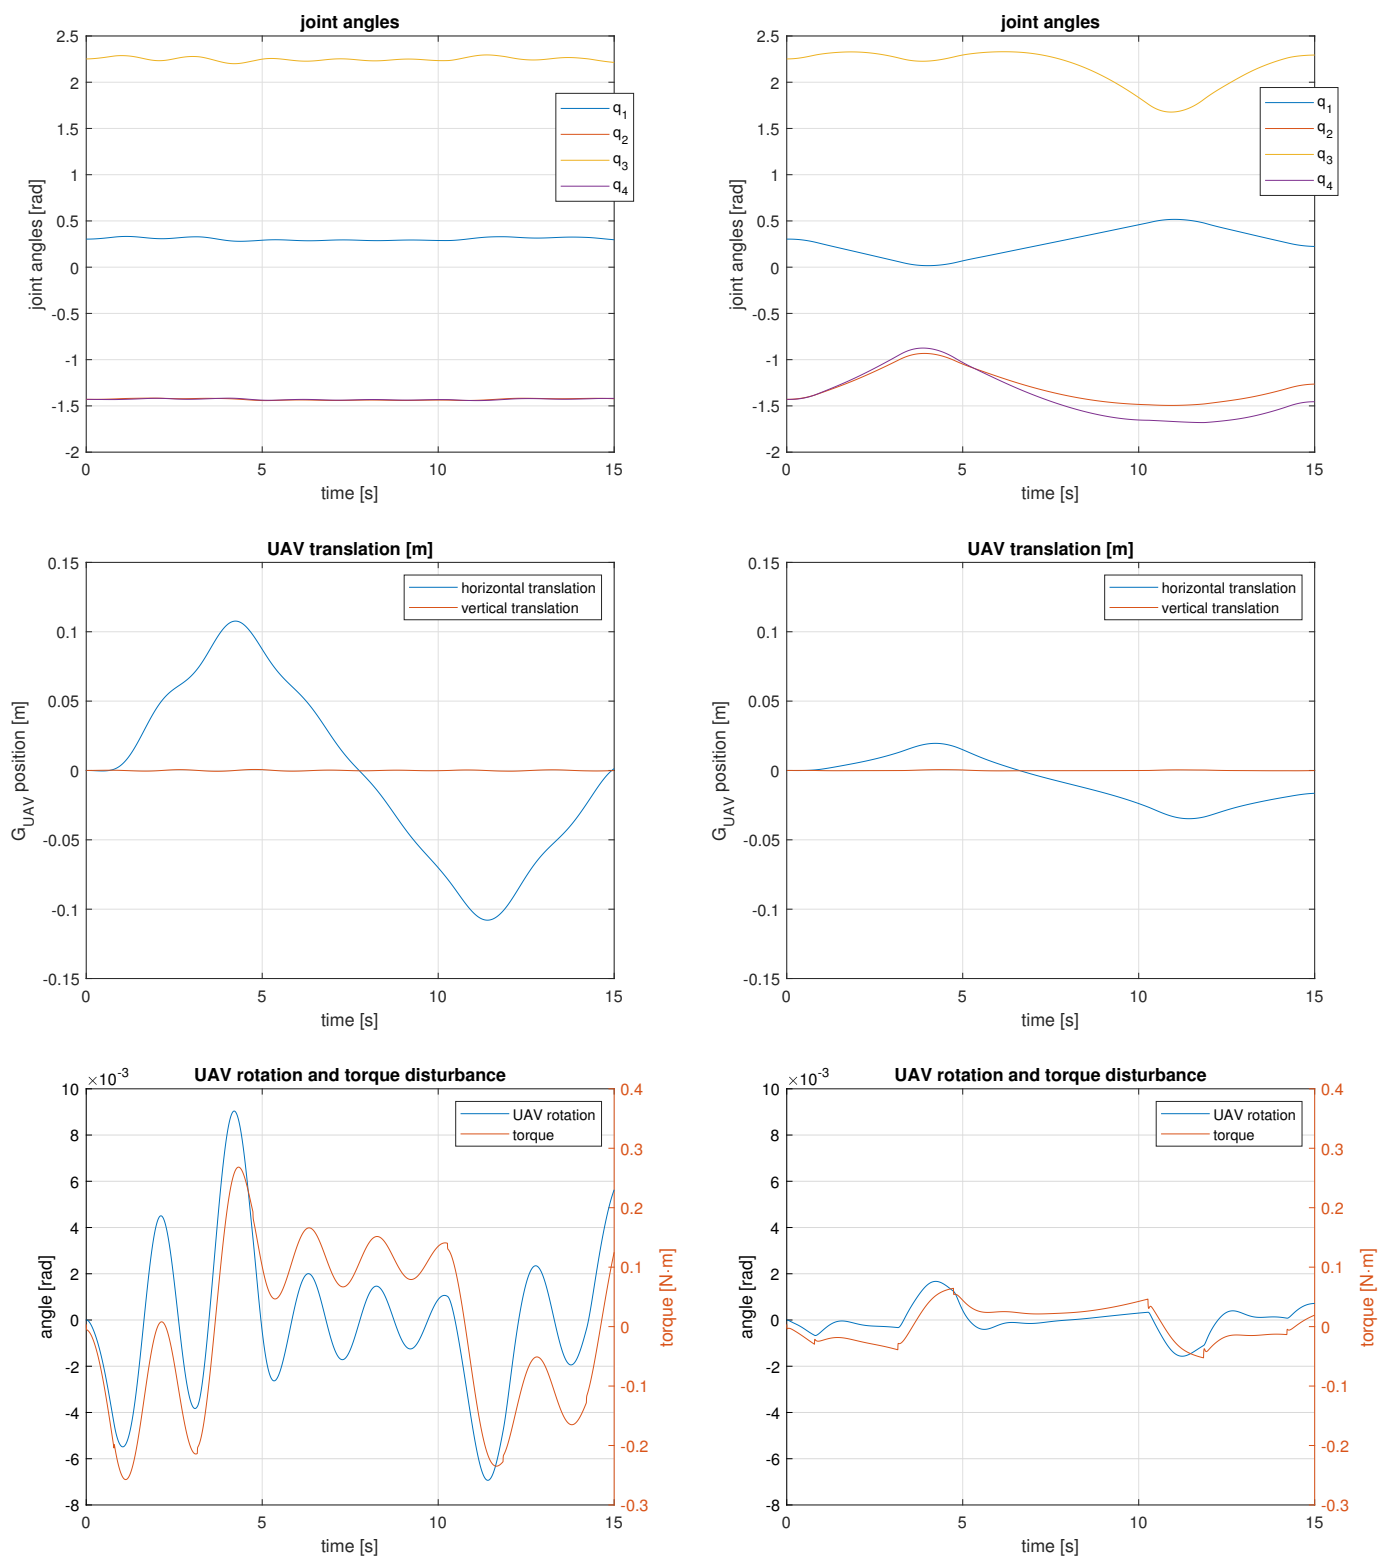 joint angles
2.5
2
1.5
1
0.5
0
-0.5
-1
-1.5
-2
joint angles [rad]
q1
q2
q3
q4
0 5 10 15
time [s]
joint angles
2.5
2
1.5
1
0.5
0
-0.5
-1
-1.5
-2
joint angles [rad]
q1
q2
q3
q4
0 5 10 15
time [s]
UAV translation [m]
0.15
0.1
0.05
0
-0.05
-0.1
-0.15
GUAV position [m]
horizontal translation
vertical translation
0 5 10 15
time [s]
UAV translation [m]
0.15
0.1
0.05
0
-0.05
-0.1
-0.15
GUAV position [m]
horizontal translation
vertical translation
0 5 10 15
time [s]
UAV rotation and torque disturbance
×10-3
10
8
6
4
2
0
-2
-4
-6
-8
angle [rad]
UAV rotation
torque
0.4
0.3
0.2
0.1
0
-0.1
-0.2
-0.3
torque [N·m]
0 5 10 15
time [s]
UAV rotation and torque disturbance
×10-3
10
8
6
4
2
0
-2
-4
-6
-8
angle [rad]
UAV rotation
torque
0.4
0.3
0.2
0.1
0
-0.1
-0.2
-0.3
torque [N·m]
0 5 10 15
time [s]